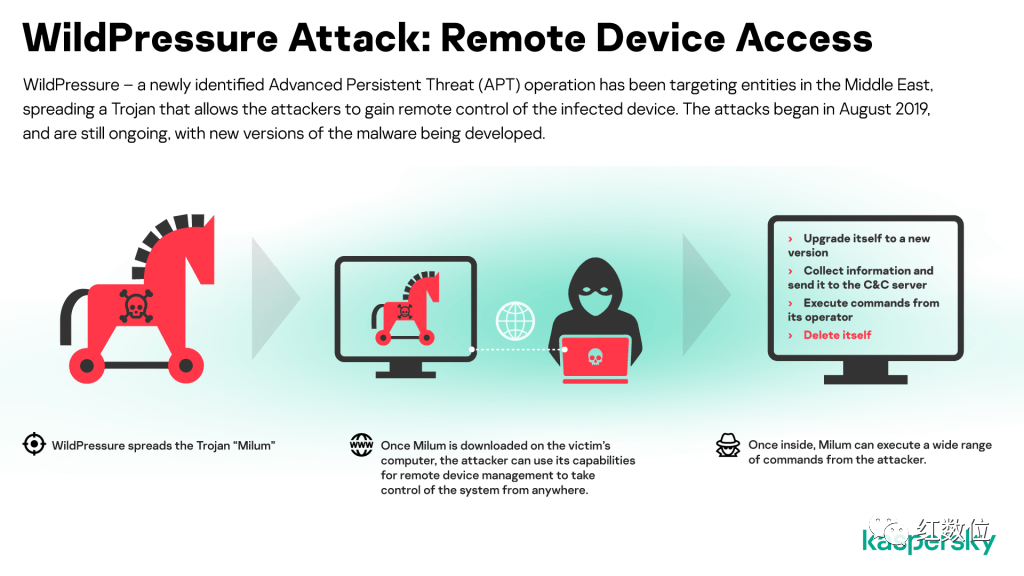 WildPressure Attack: Remote Device Access
WildPressure – a newly identified Advanced Persistent Threat (APT) operation has been targeting entities in the Middle East,
spreading a Trojan that allows the attackers to gain remote control of the infected device. The attacks began in August 2019,
and are still ongoing, with new versions of the malware being developed.
› Upgrade itself to a new
version
› Collect information and
send it to the C&C server
› Execute commands from
its operator
› Delete itself
WildPressure spreads the Trojan “Milum”
www
Once Milum is downloaded on the victim’s
computer, the attacker can use its capabilities
for remote device management to take
control of the system from anywhere.
Once inside, Milum can execute a wide range
of commands from the attacker.
红数位
kaspersky